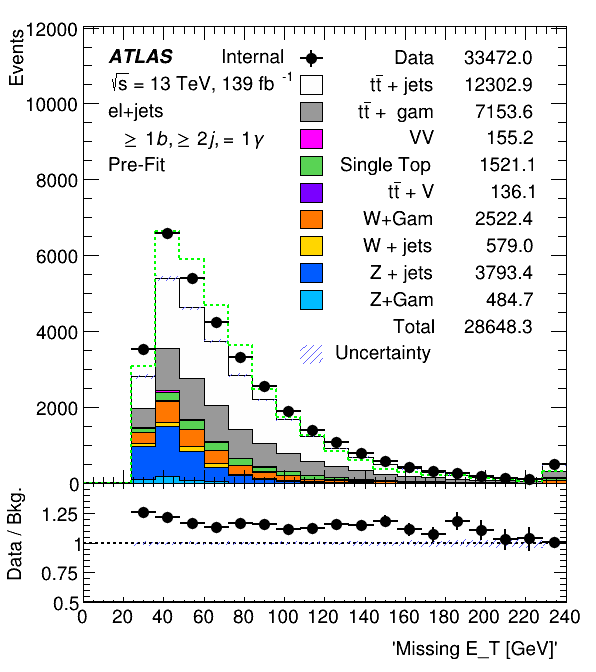 Events
12000
10000
8000
6000
4000
2000
0
ATLAS Internal
√s = 13 TeV, 139 fb⁻¹
el+jets
≥ 1b, ≥ 2j, = 1γ
Pre-Fit
Data 33472.0
tt̄ + jets 12302.9
tt̄ + gam 7153.6
VV 155.2
Single Top 1521.1
tt̄ + V 136.1
W+Gam 2522.4
W + jets 579.0
Z + jets 3793.4
Z+Gam 484.7
Total 28648.3
Uncertainty
Data / Bkg.
1.25
1
0.75
0.5
0 20 40 60 80 100 120 140 160 180 200 220 240
'Missing E_T [GeV]'